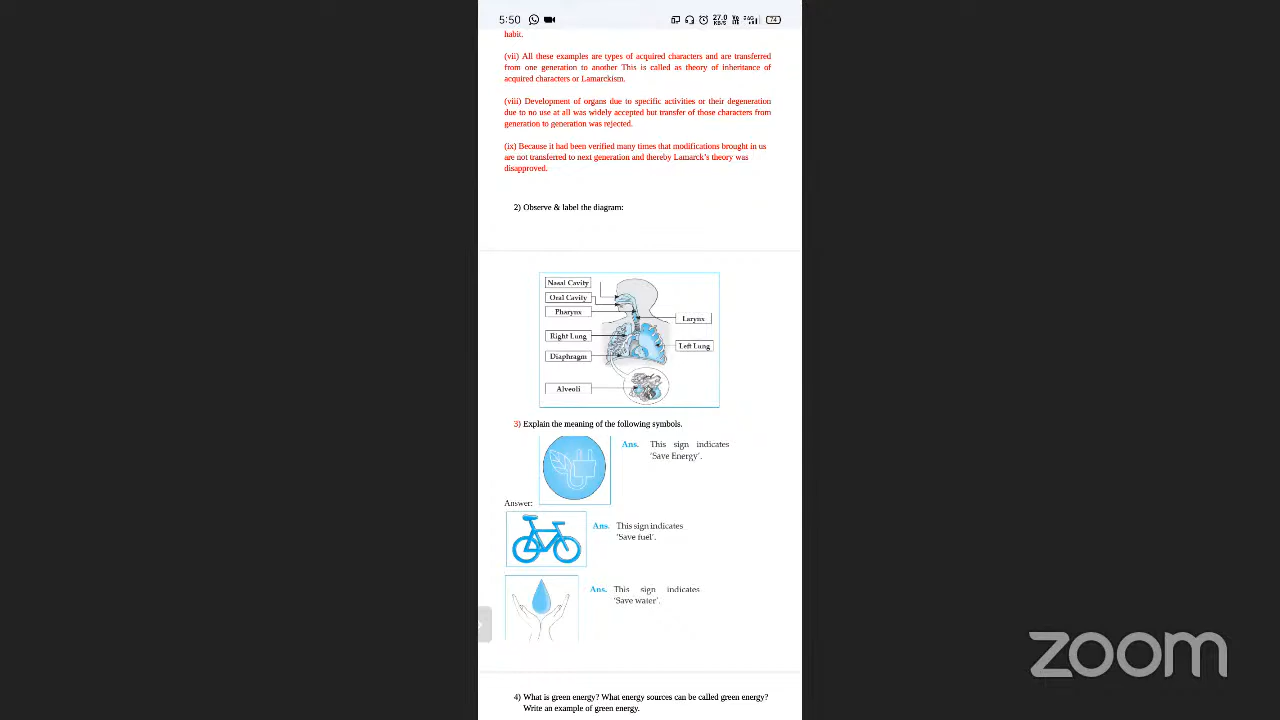 5:50
27.0
KB/S
74
habit.
(vii) All these examples are types of acquired characters and are transferred
from one generation to another This is called as theory of inheritance of
acquired characters or Lamarckism.
(viii) Development of organs due to specific activities or their degeneration
due to no use at all was widely accepted but transfer of those characters from
generation to generation was rejected.
(ix) Because it had been verified many times that modifications brought in us
are not transferred to next generation and thereby Lamarck's theory was
disapproved.
2) Observe & label the diagram:
Nasal Cavity
Oral Cavity
Pharynx
Larynx
Right Lung
Left Lung
Diaphragm
Alveoli
3) Explain the meaning of the following symbols.
Ans. This sign indicates
'Save Energy'.
Answer:
Ans. This sign indicates
'Save fuel'.
Ans. This sign indicates
'Save water'.
zoom
4) What is green energy? What energy sources can be called green energy?
Write an example of green energy.